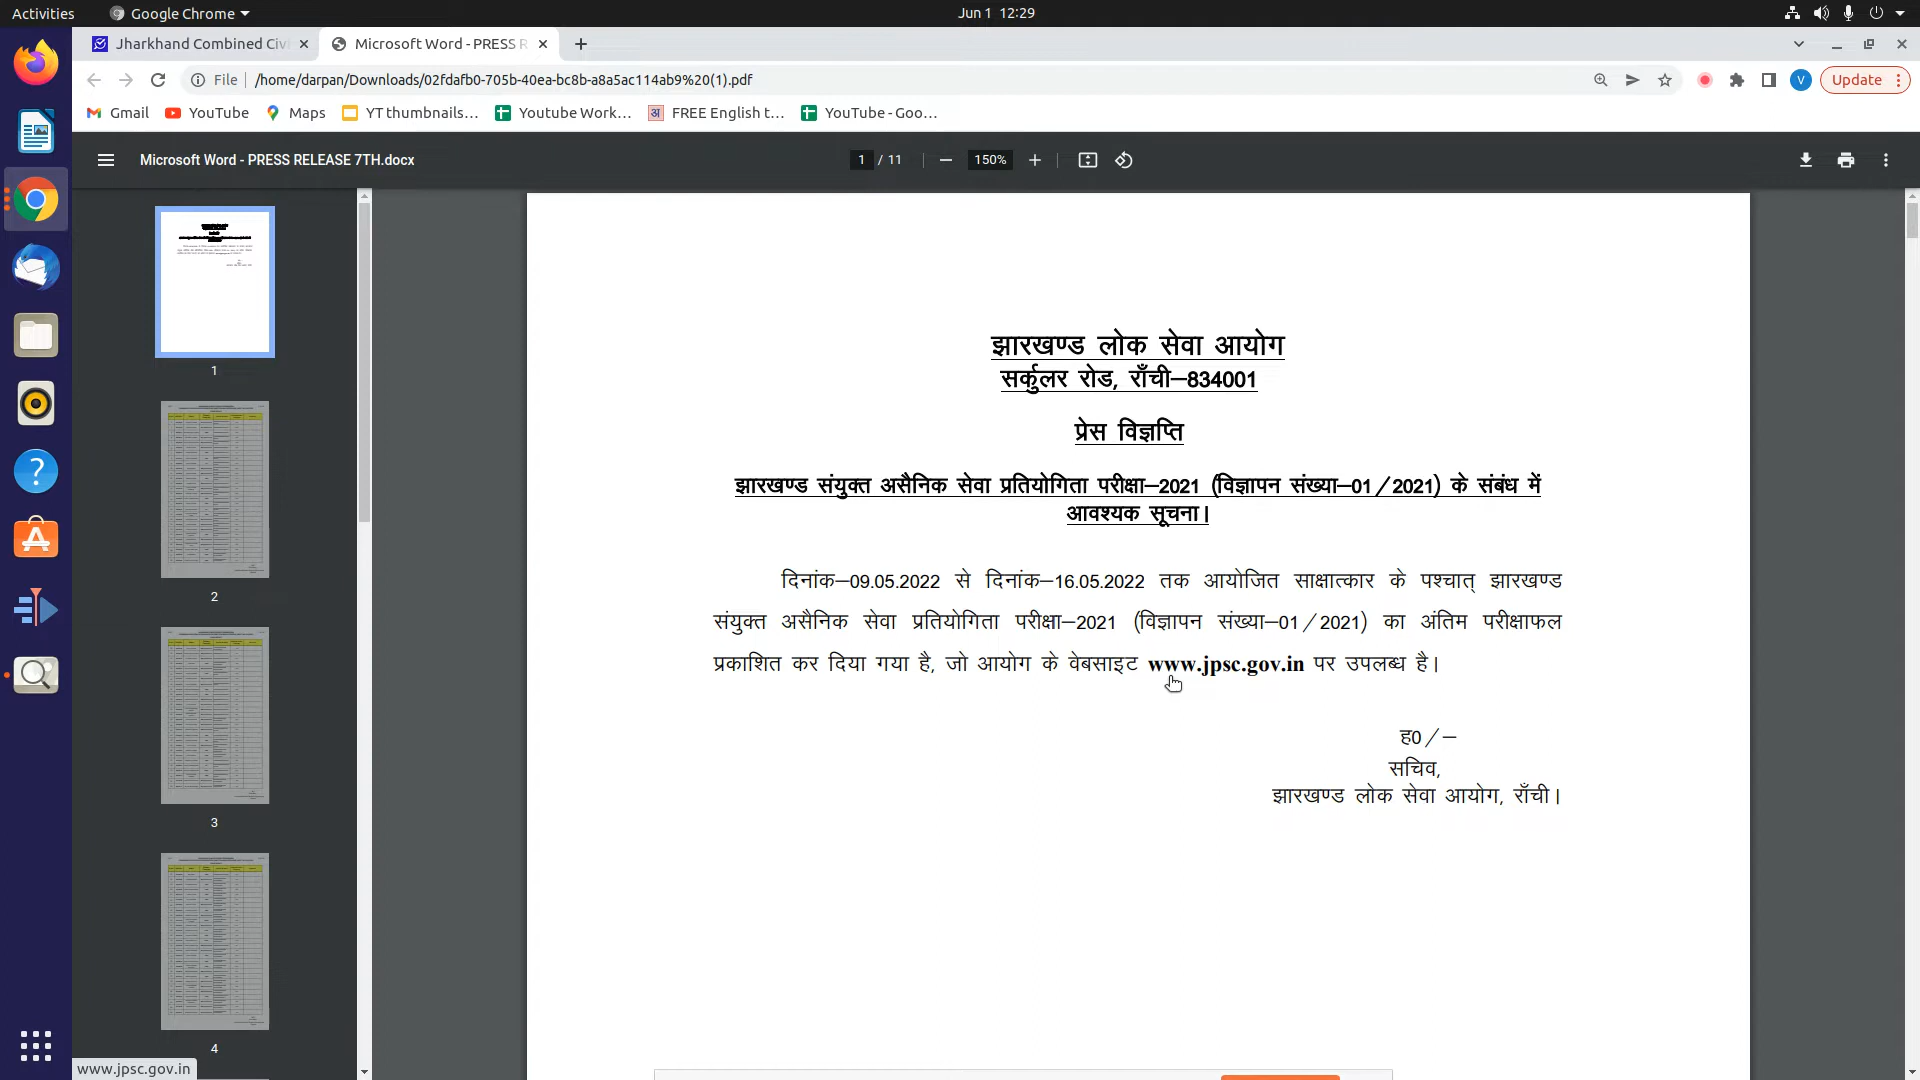 Activities Google Chrome Jun 1 12:29
Jharkhand Combined Civi Microsoft Word - PRESS R
File /home/darpan/Downloads/02fdafb0-705b-40ea-bc8b-a8a5ac114ab9%20(1).pdf V Update
Gmail YouTube Maps YT thumbnails... Youtube Work... FREE English t... YouTube - Goo...
Microsoft Word - PRESS RELEASE 7TH.docx 1 / 11 150%
झारखण्ड लोक सेवा आयोग
सर्कुलर रोड, राँची–834001
प्रेस विज्ञप्ति
झारखण्ड संयुक्त असैनिक सेवा प्रतियोगिता परीक्षा–2021 (विज्ञापन संख्या–01/2021) के संबंध में
आवश्यक सूचना।
दिनांक–09.05.2022 से दिनांक–16.05.2022 तक आयोजित साक्षात्कार के पश्चात् झारखण्ड
संयुक्त असैनिक सेवा प्रतियोगिता परीक्षा–2021 (विज्ञापन संख्या–01/2021) का अंतिम परीक्षाफल
प्रकाशित कर दिया गया है, जो आयोग के वेबसाइट www.jpsc.gov.in पर उपलब्ध है।
ह0/–
सचिव,
झारखण्ड लोक सेवा आयोग, राँची।
1
2
3
4
www.jpsc.gov.in